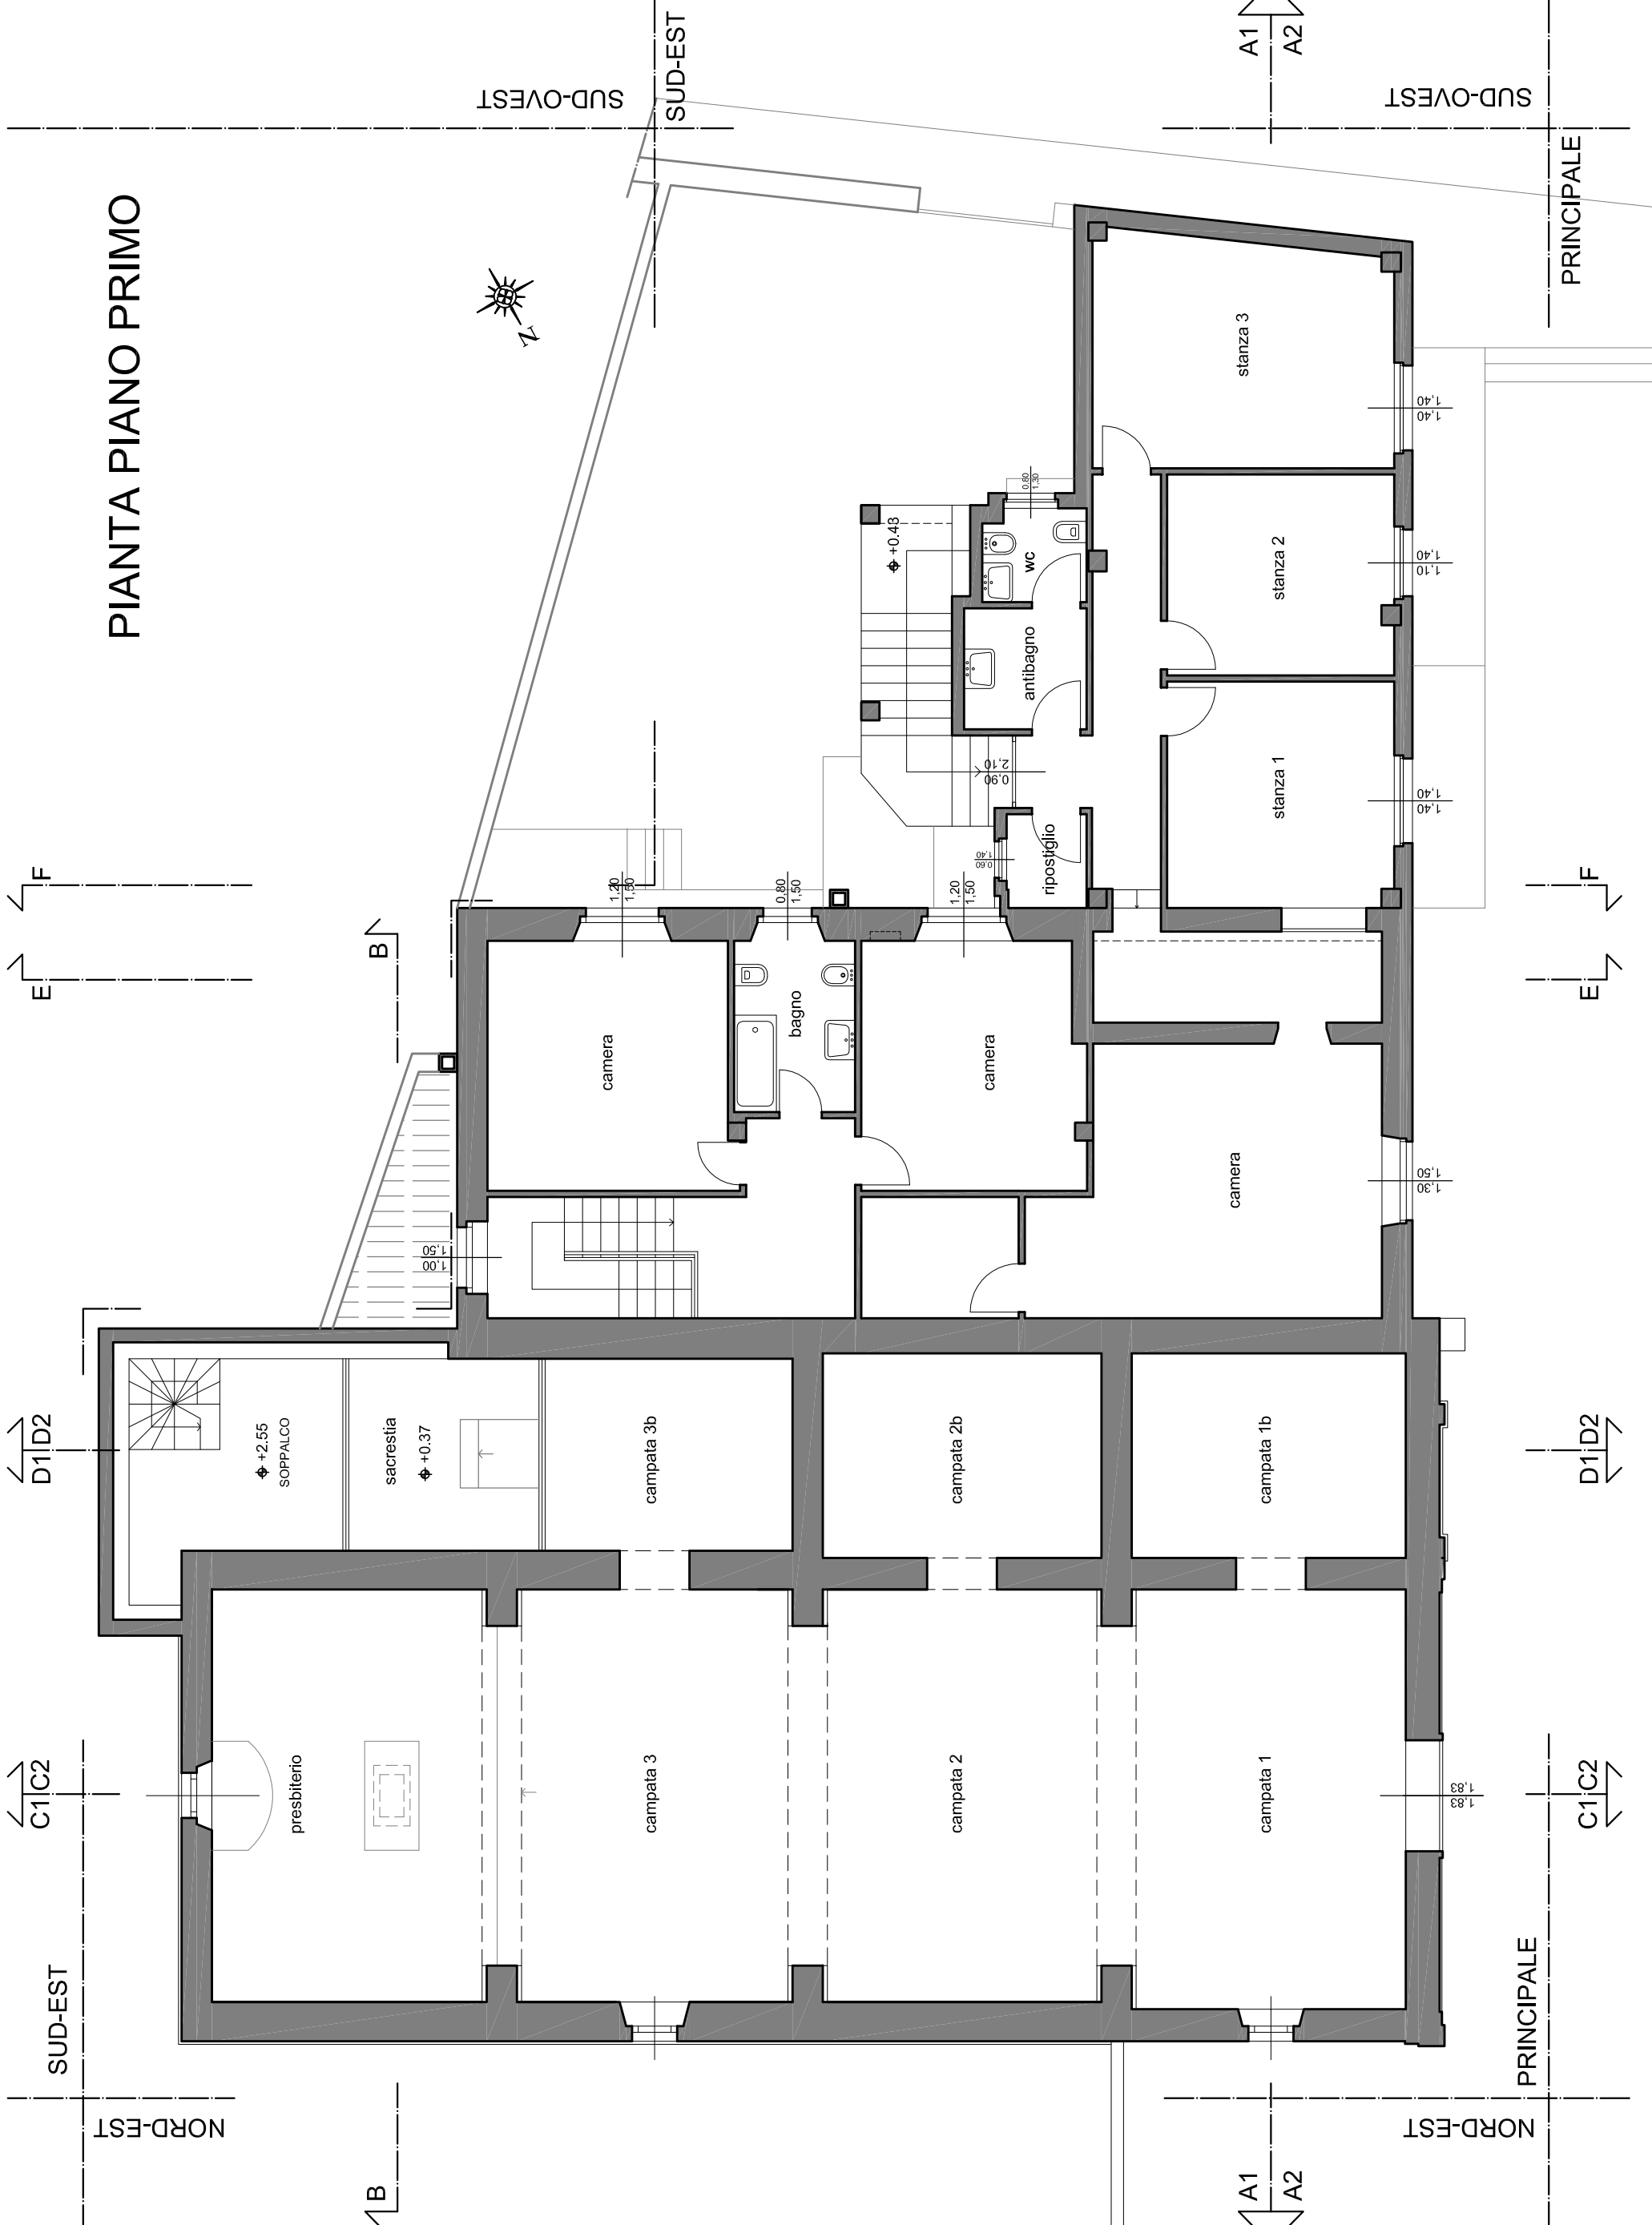 PIANTA PIANO PRIMO
N
SUD-OVEST
SUD-EST
SUD-OVEST
PRINCIPALE
A1
A2
E
F
B
E
F
D1
D2
D1
D2
C1
C2
C1
C2
SUD-EST
NORD-EST
PRINCIPALE
NORD-EST
B
A1
A2
stanza 3
1,40
1,40
stanza 2
1,40
1,10
stanza 1
1,40
1,40
wc
0.80
1,30
antibagno
+0.43
0,90
2,10
ripostiglio
0.60
1,40
camera
1,20
1,50
bagno
0,80
1,50
camera
1,20
1,50
camera
1,50
1,30
1,50
1,00
+2.55
SOPPALCO
sacrestia
+0.37
campata 3b
campata 2b
campata 1b
presbiterio
campata 3
campata 2
campata 1
1,83
1,83